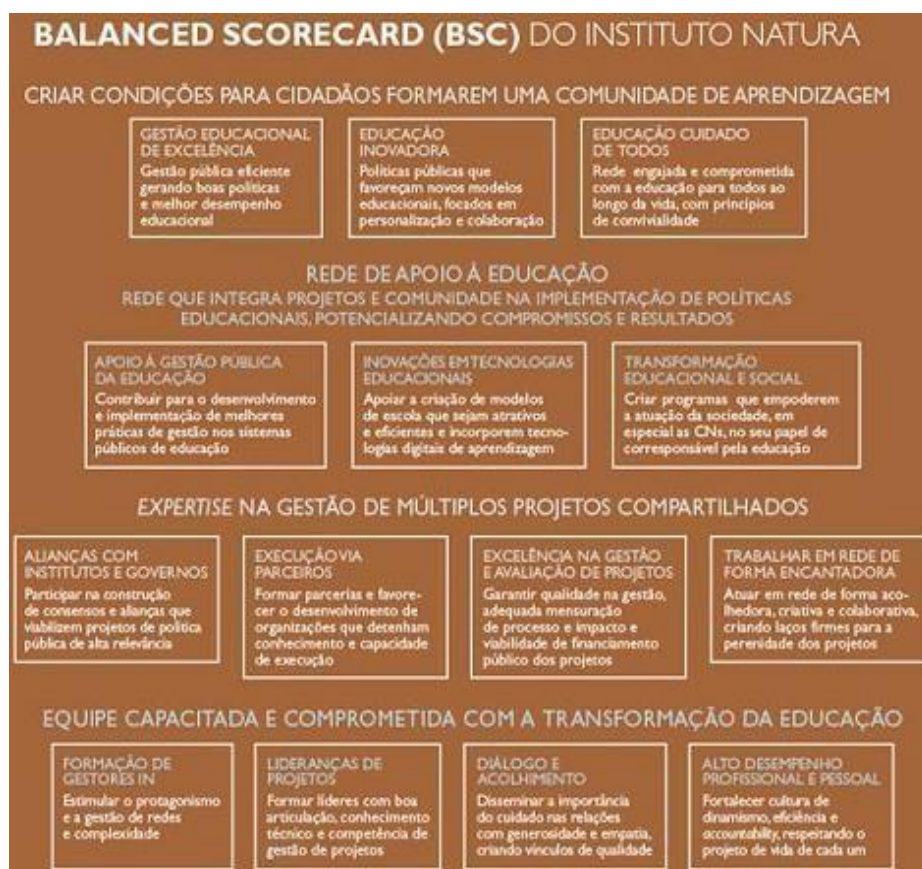 BALANCED SCORECARD (BSC) DO INSTITUTO NATURA
CRIAR CONDIÇÕES PARA CIDADÃOS FORMAREM UMA COMUNIDADE DE APRENDIZAGEM
GESTÃO EDUCACIONAL
DE EXCELÊNCIA
Gestão pública eficiente
gerando boas políticas
e melhor desempenho
educacional
EDUCAÇÃO
INOVADORA
Políticas públicas que
favoreçam novos modelos
educacionais, focados em
personalização e colaboração
EDUCAÇÃO CUIDADO
DE TODOS
Rede engajada e comprometida
com a educação para todos ao
longo da vida, com princípios
de convivialidade
REDE DE APOIO À EDUCAÇÃO
REDE QUE INTEGRA PROJETOS E COMUNIDADE NA IMPLEMENTAÇÃO DE POLÍTICAS
EDUCACIONAIS, POTENCIALIZANDO COMPROMISSOS E RESULTADOS
APOIO À GESTÃO PÚBLICA
DA EDUCAÇÃO
Contribuir para o desenvolvimento
e implementação de melhores
práticas de gestão nos sistemas
públicos de educação
INOVAÇÕES EM TECNOLOGIAS
EDUCACIONAIS
Apoiar a criação de modelos
de escola que sejam atrativos
e eficientes e incorporem tecno-
logias digitais de aprendizagem
TRANSFORMAÇÃO
EDUCACIONAL E SOCIAL
Criar programas que empoderem
a atuação da sociedade, em
especial as CNs, no seu papel de
corresponsável pela educação
EXPERTISE NA GESTÃO DE MÚLTIPLOS PROJETOS COMPARTILHADOS
ALIANÇAS COM
INSTITUTOS E GOVERNOS
Participar na construção
de consensos e alianças que
viabilizem projetos de política
pública de alta relevância
EXECUÇÃO VIA
PARCEIROS
Formar parcerias e favore-
cer o desenvolvimento de
organizações que detenham
conhecimento e capacidade
de execução
EXCELÊNCIA NA GESTÃO
E AVALIAÇÃO DE PROJETOS
Garantir qualidade na gestão,
adequada mensuração
de processo e impacto e
viabilidade de financiamento
público dos projetos
TRABALHAR EM REDE DE
FORMA ENCANTADORA
Atuar em rede de forma aco-
lhedora, criativa e colaborativa,
criando laços firmes para a
perenidade dos projetos
EQUIPE CAPACITADA E COMPROMETIDA COM A TRANSFORMAÇÃO DA EDUCAÇÃO
FORMAÇÃO DE
GESTORES IN
Estimular o protagonismo
e a gestão de redes
e complexidade
LIDERANÇAS DE
PROJETOS
Formar líderes com boa
articulação, conhecimento
técnico e competência de
gestão de projetos
DIÁLOGO E
ACOLHIMENTO
Disseminar a importância
do cuidado nas relações
com generosidade e empatia,
criando vínculos de qualidade
ALTO DESEMPENHO
PROFISSIONAL E PESSOAL
Fortalecer cultura de
dinamismo, eficiência e
accountability, respeitando o
projeto de vida de cada um